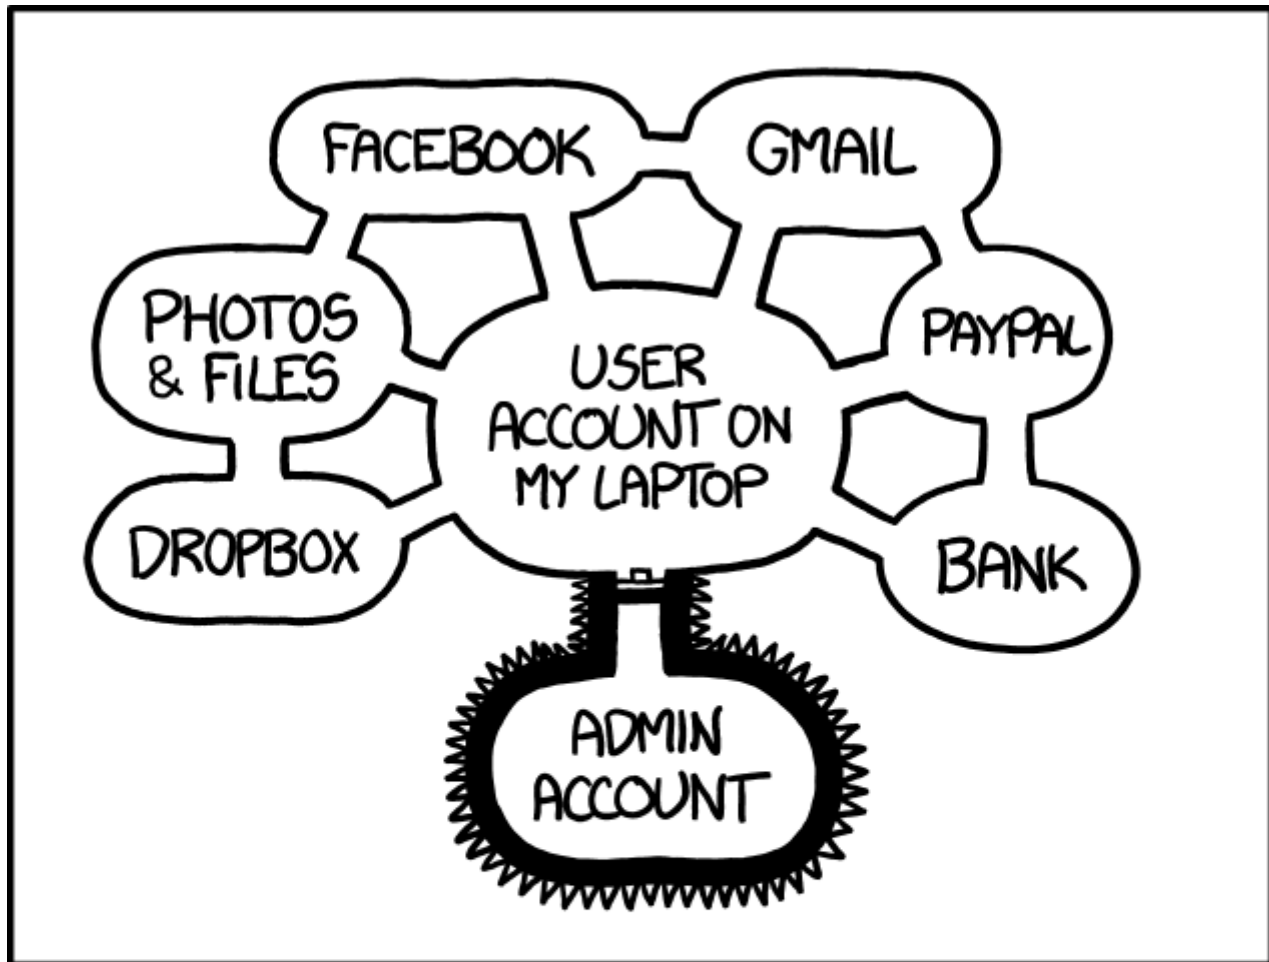 FACEBOOK
GMAIL
PHOTOS
& FILES
USER
ACCOUNT ON
MY LAPTOP
PAYPAL
DROPBOX
BANK
ADMIN
ACCOUNT